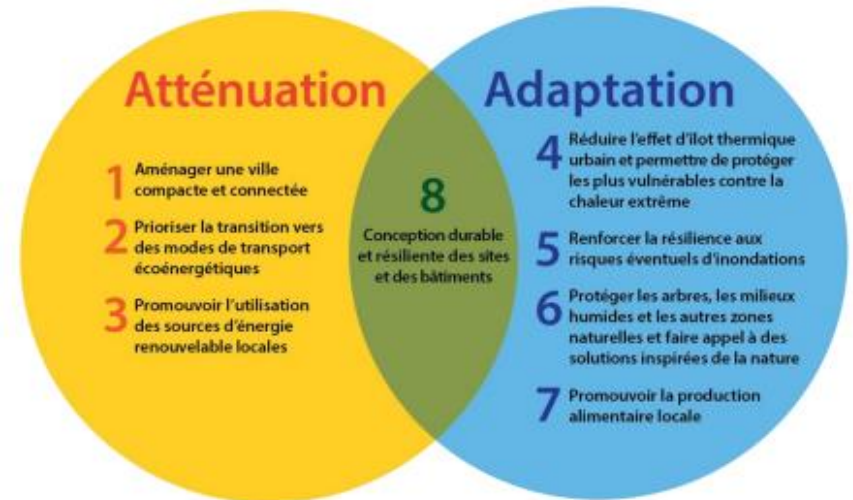 Atténuation
1 Aménager une ville
compacte et connectée
2 Prioriser la transition vers
des modes de transport
écoénergétiques
3 Promouvoir l'utilisation
des sources d'énergie
renouvelable locales
8
Conception durable
et résiliente des sites
et des bâtiments
Adaptation
4 Réduire l'effet d'îlot thermique
urbain et permettre de protéger
les plus vulnérables contre la
chaleur extrême
5 Renforcer la résilience aux
risques éventuels d'inondations
6 Protéger les arbres, les milieux
humides et les autres zones
naturelles et faire appel à des
solutions inspirées de la nature
7 Promouvoir la production
alimentaire locale